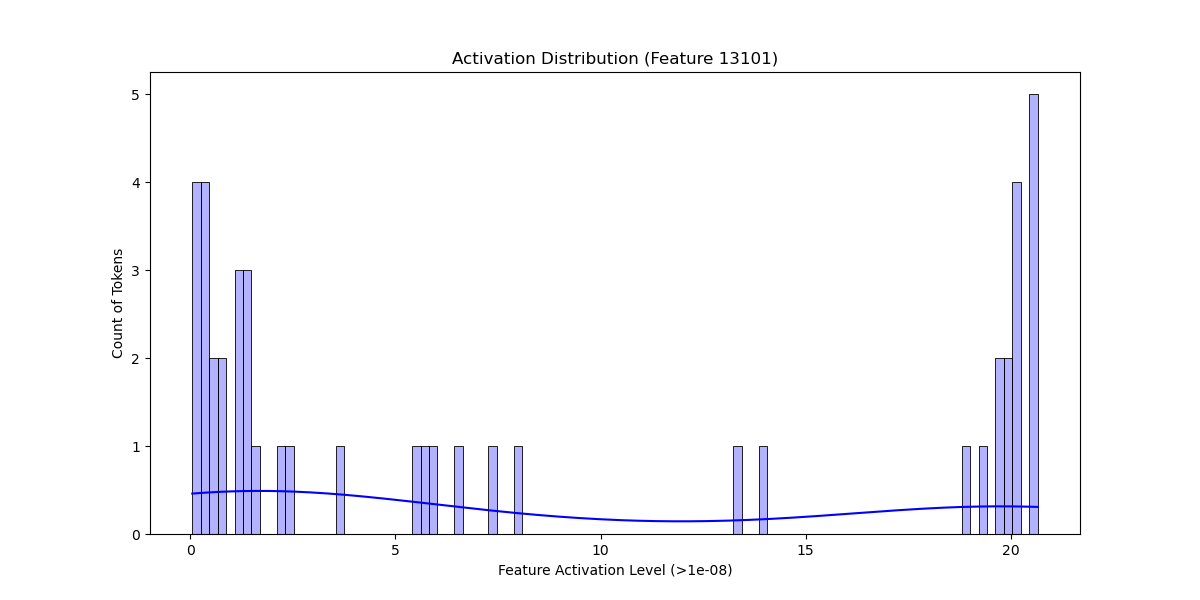 Activation Distribution (Feature 13101)
Count of Tokens
5
4
3
2
1
0
0 5 10 15 20
Feature Activation Level (>1e-08)